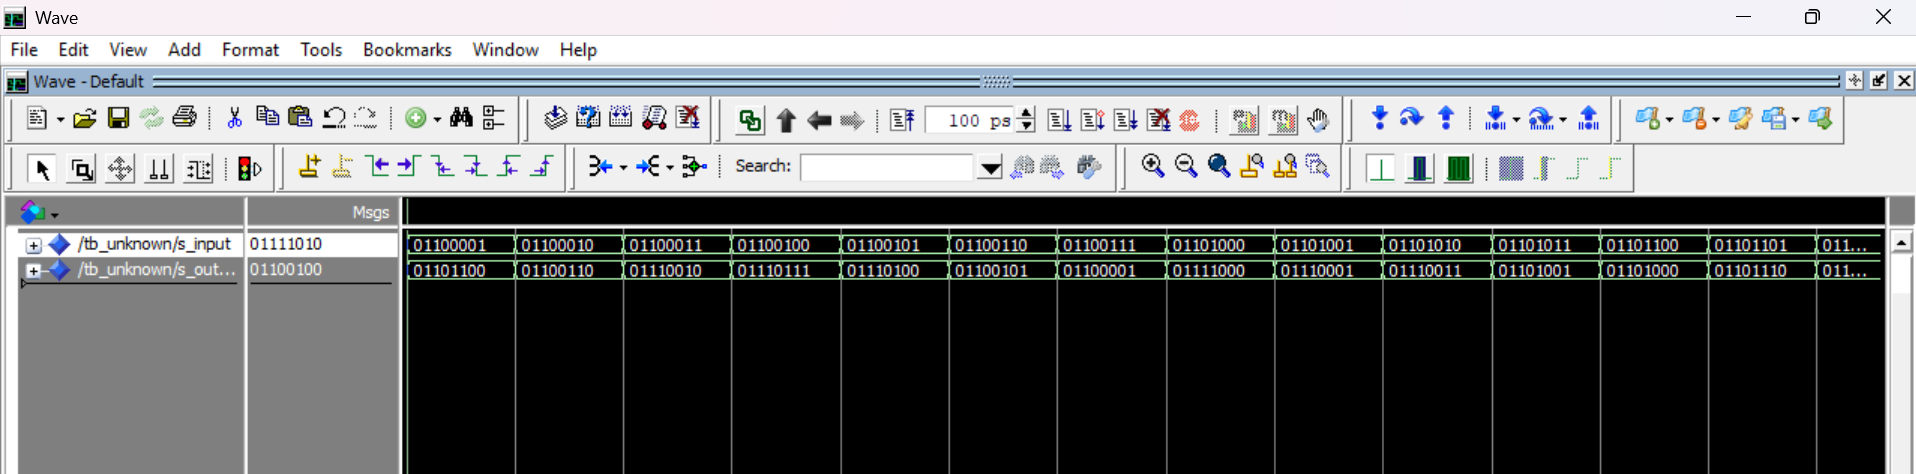 Wave
File Edit View Add Format Tools Bookmarks Window Help
Wave - Default
100 ps
Search:
Msgs
/tb_unknown/s_input 01111010 01100001 01100010 01100011 01100100 01100101 01100110 01100111 01101000 01101001 01101010 01101011 01101100 01101101 011...
/tb_unknown/s_out... 01100100 01101100 01100110 01110010 01110111 01110100 01100101 01100001 01111000 01110001 01110011 01101001 01101000 01101110 011...